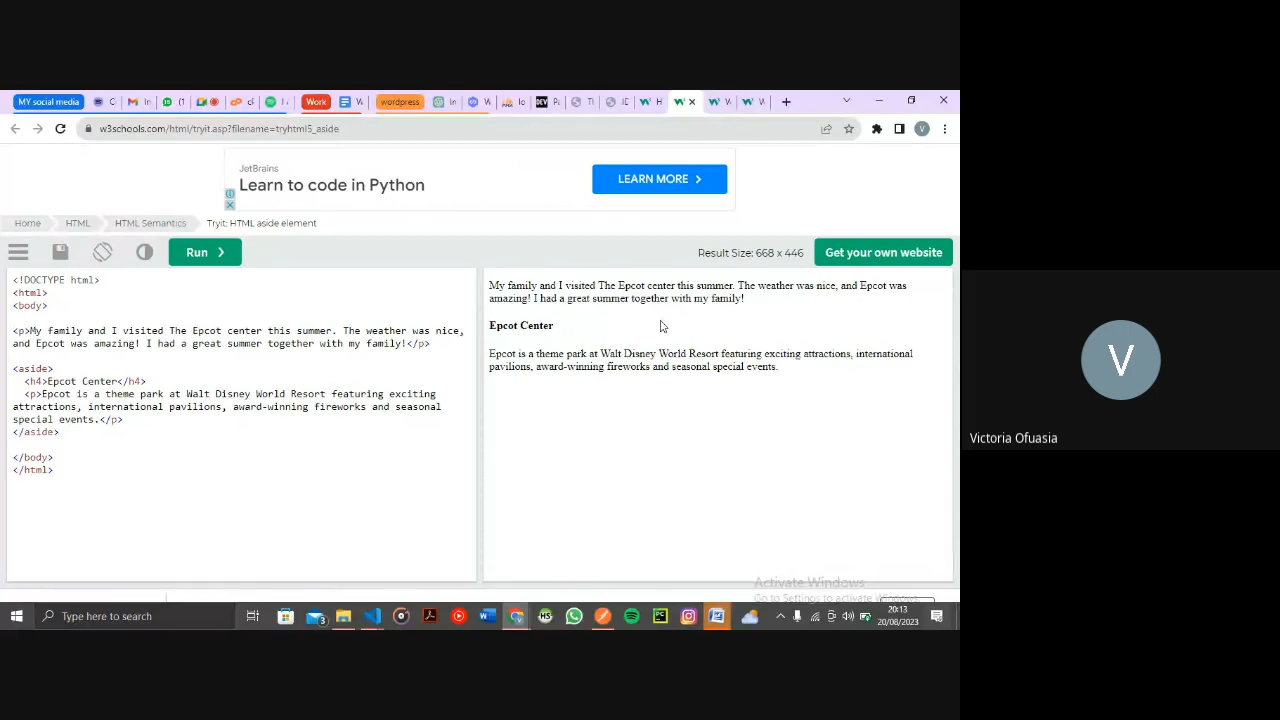 MY social media
Work
wordpress
w3schools.com/html/tryit.asp?filename=tryhtml5_aside
JetBrains
Learn to code in Python
LEARN MORE
Home
HTML
HTML Semantics
Tryit: HTML aside element
Run
Result Size: 668 x 446
Get your own website
<!DOCTYPE html>
<html>
<body>
<p>My family and I visited The Epcot center this summer. The weather was nice,
and Epcot was amazing! I had a great summer together with my family!</p>
<aside>
<h4>Epcot Center</h4>
<p>Epcot is a theme park at Walt Disney World Resort featuring exciting
attractions, international pavilions, award-winning fireworks and seasonal
special events.</p>
</aside>
</body>
</html>
My family and I visited The Epcot center this summer. The weather was nice, and Epcot was
amazing! I had a great summer together with my family!
Epcot Center
Epcot is a theme park at Walt Disney World Resort featuring exciting attractions, international
pavilions, award-winning fireworks and seasonal special events.
Activate Windows
Go to Settings to activate Windows.
Type here to search
20:13
20/08/2023
V
Victoria Ofuasia